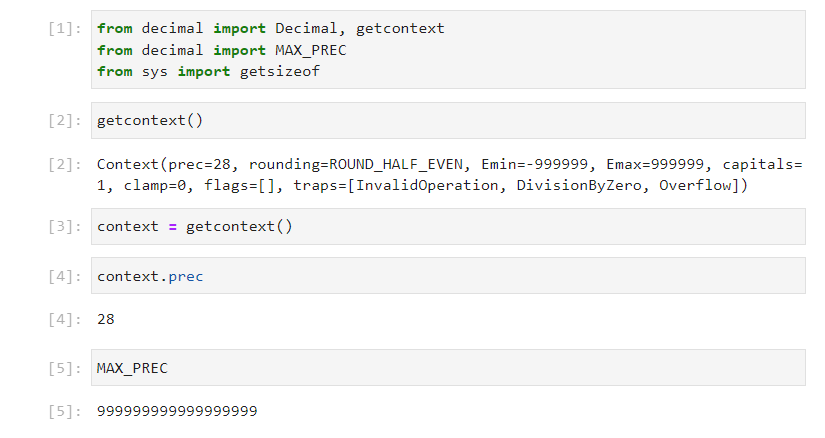 [1]: from decimal import Decimal, getcontext
from decimal import MAX_PREC
from sys import getsizeof
[2]: getcontext()
[2]: Context(prec=28, rounding=ROUND_HALF_EVEN, Emin=-999999, Emax=999999, capitals=
1, clamp=0, flags=[], traps=[InvalidOperation, DivisionByZero, Overflow])
[3]: context = getcontext()
[4]: context.prec
[4]: 28
[5]: MAX_PREC
[5]: 999999999999999999